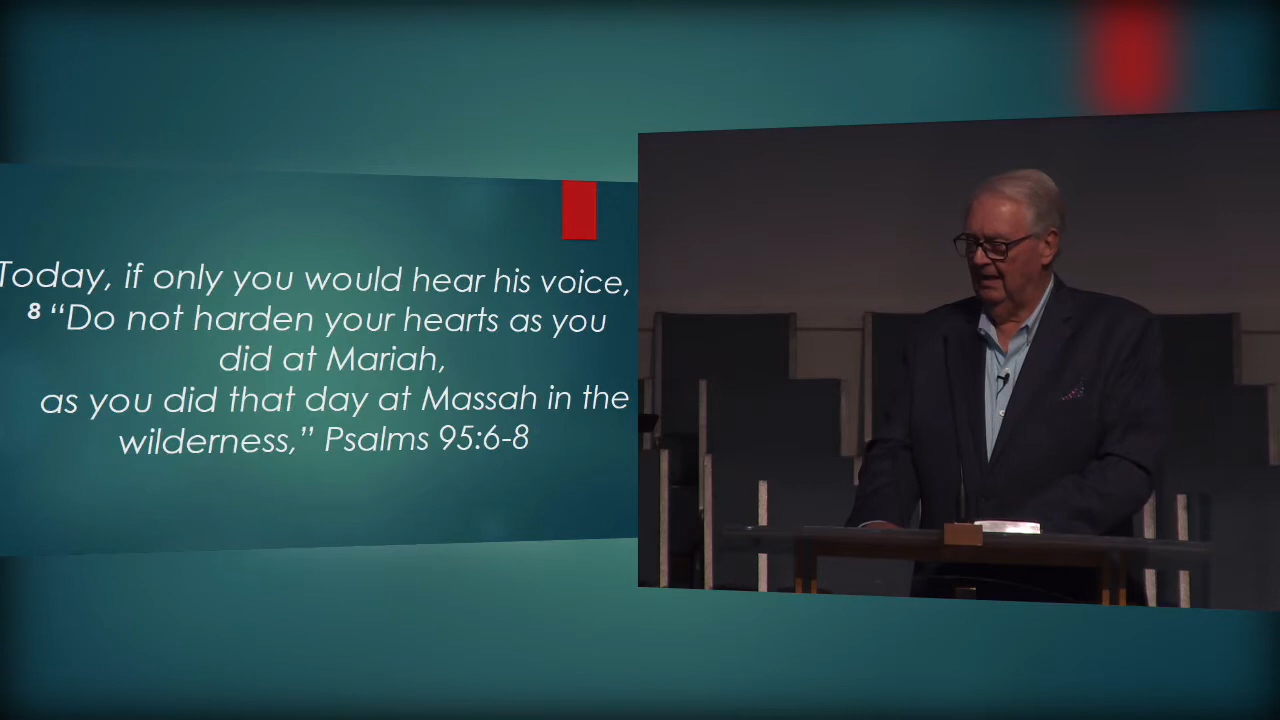 Today, if only you would hear his voice,
8 “Do not harden your hearts as you
did at Mariah,
as you did that day at Massah in the
wilderness,” Psalms 95:6-8